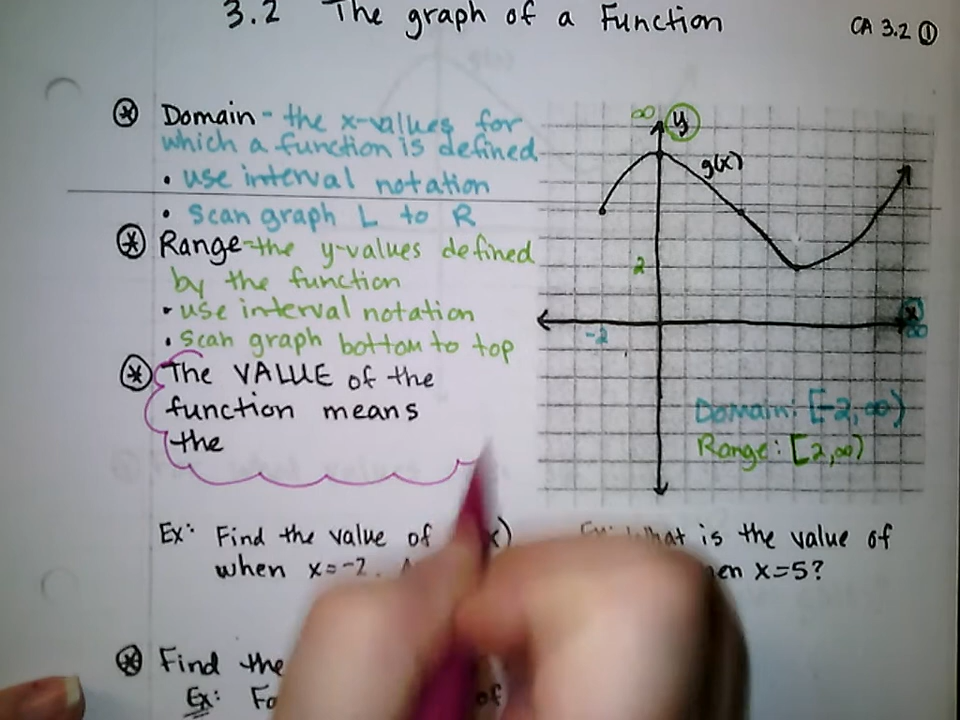 3.2 The graph of a Function
CA 3.2 ①
Domain - the x-values for
which a function is defined
• use interval notation
• scan graph L to R
Range - the y-values defined
by the function
• use interval notation
• scan graph bottom to top
The VALUE of the
function means
the
∞ y
g(x)
2
-2
x
∞
Domain: [-2, ∞)
Range: [2, ∞)
Ex: Find the value of
when x=-2.
is the value of
x=5?
Find the
Ex:
of